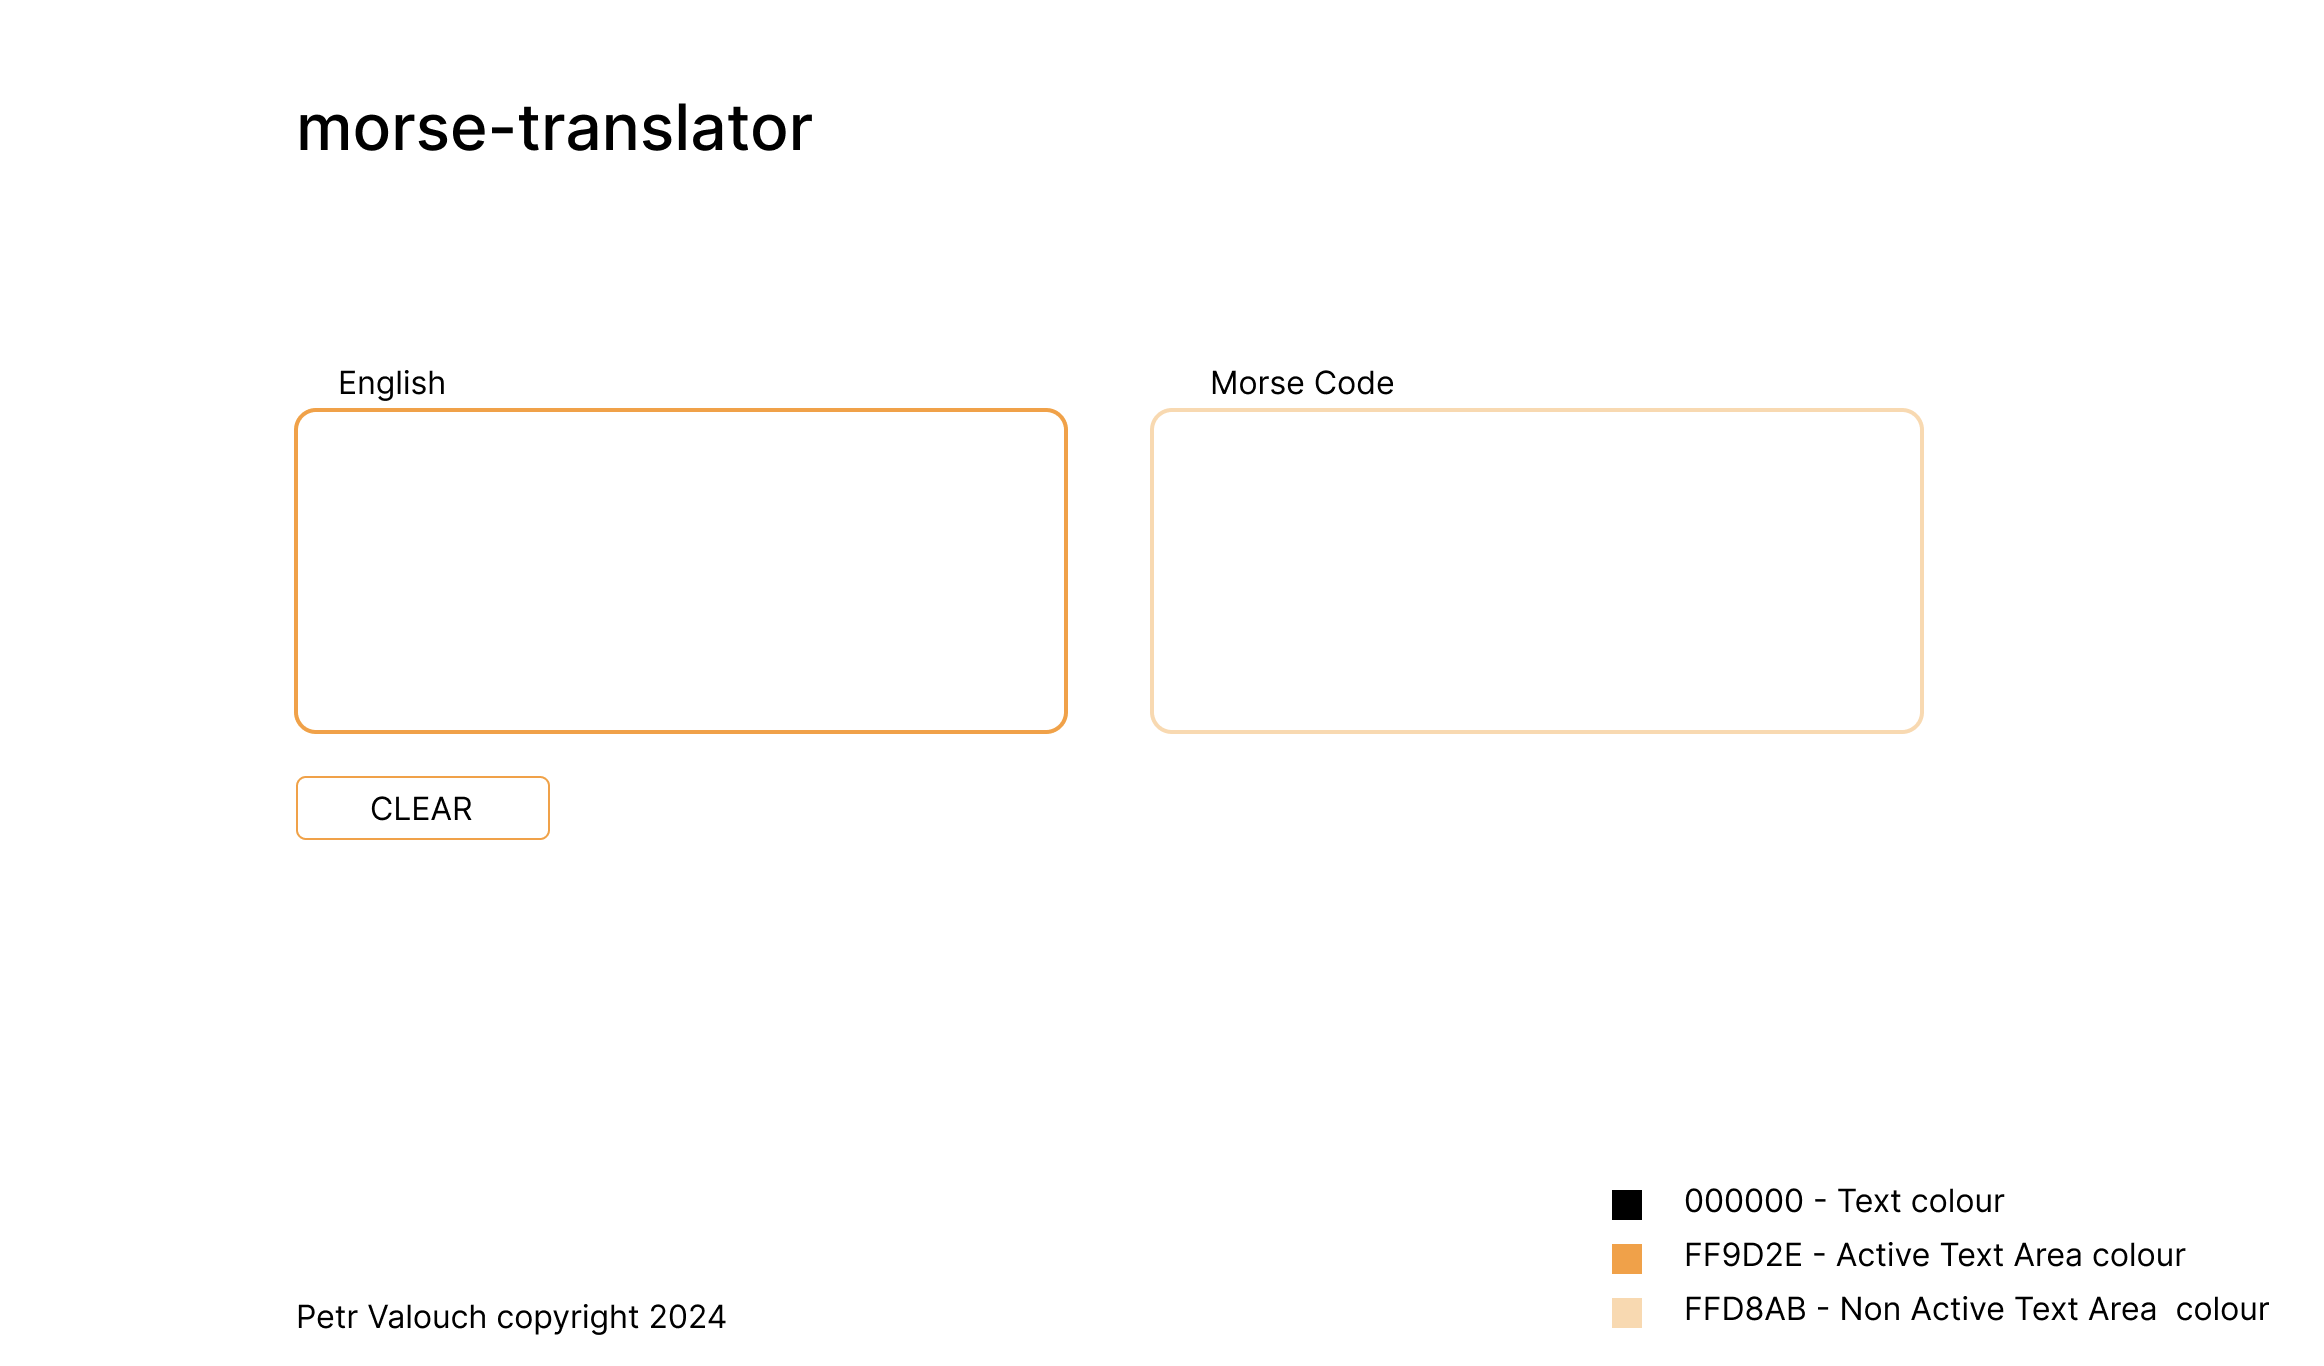 morse-translator
English
Morse Code
CLEAR
000000 - Text colour
FF9D2E - Active Text Area colour
FFD8AB - Non Active Text Area  colour
Petr Valouch copyright 2024